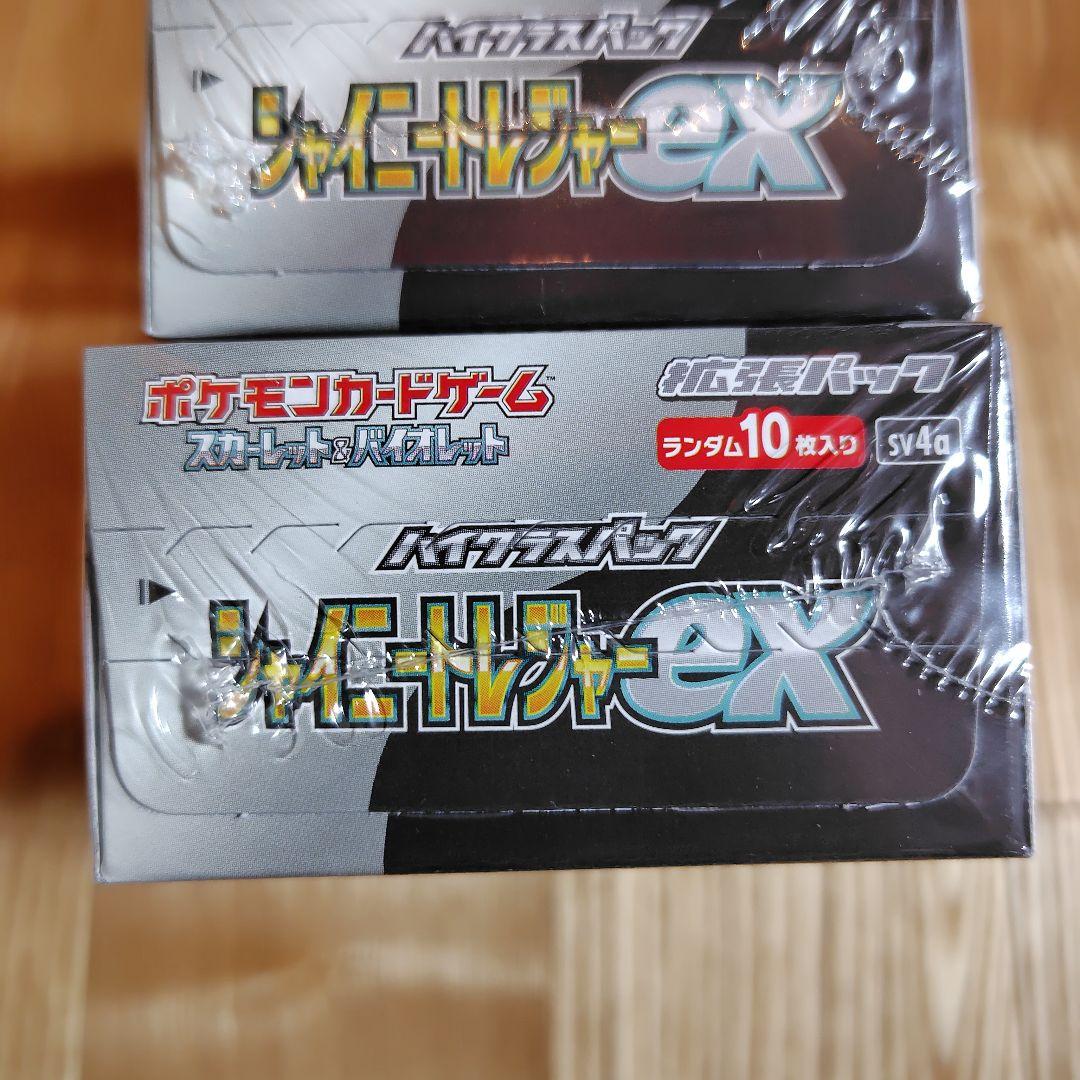 ハイクラスパック
シャイニートレジャーex
ポケモンカードゲーム™
スカーレット&バイオレット
拡張パック
ランダム10枚入り sv4a
ハイクラスパック
シャイニートレジャーex